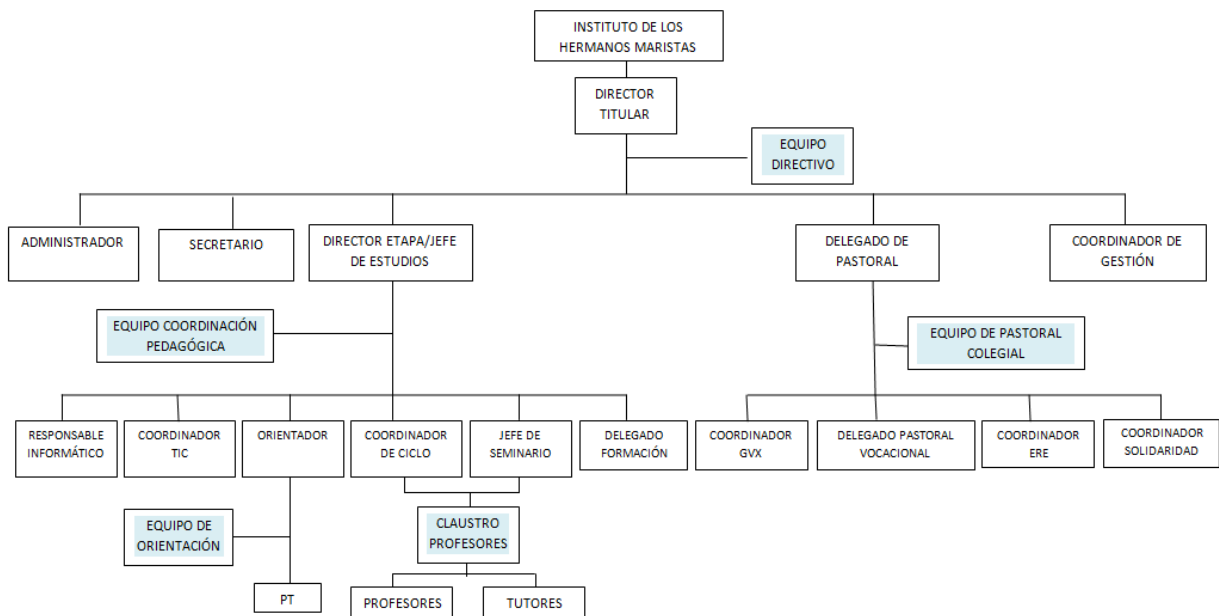 INSTITUTO DE LOS
HERMANOS MARISTAS
DIRECTOR
TITULAR
EQUIPO
DIRECTIVO
ADMINISTRADOR
SECRETARIO
DIRECTOR ETAPA/JEFE
DE ESTUDIOS
DELEGADO DE
PASTORAL
COORDINADOR DE
GESTIÓN
EQUIPO COORDINACIÓN
PEDAGÓGICA
EQUIPO DE PASTORAL
COLEGIAL
RESPONSABLE
INFORMÁTICO
COORDINADOR
TIC
ORIENTADOR
COORDINADOR
DE CICLO
JEFE DE
SEMINARIO
DELEGADO
FORMACIÓN
COORDINADOR
GVX
DELEGADO PASTORAL
VOCACIONAL
COORDINADOR
ERE
COORDINADOR
SOLIDARIDAD
EQUIPO DE
ORIENTACIÓN
CLAUSTRO
PROFESORES
PT
PROFESORES
TUTORES